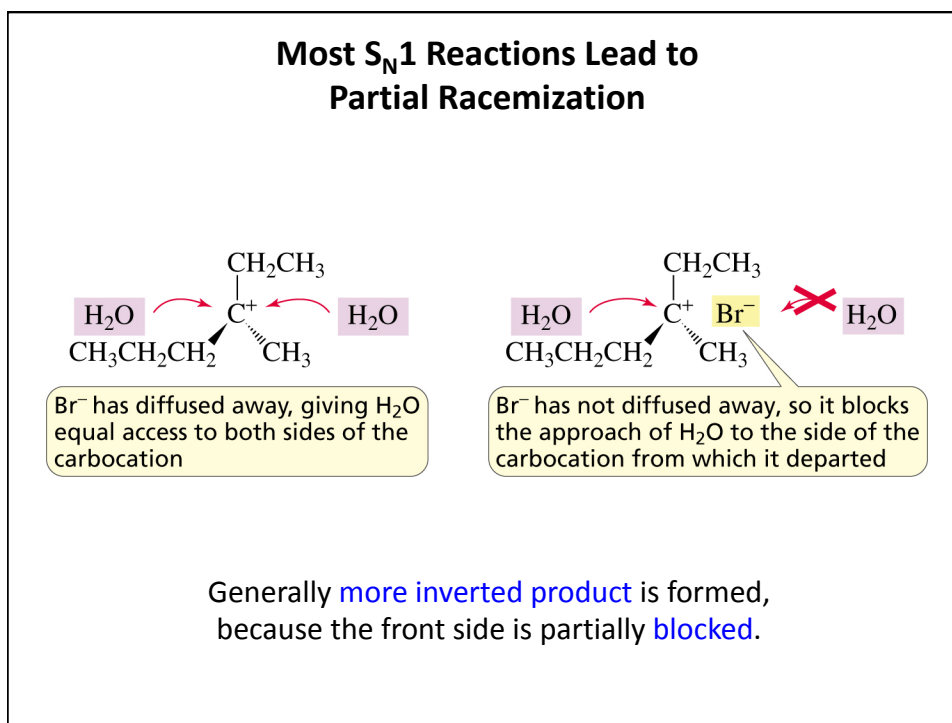 Most S_N1 Reactions Lead to
Partial Racemization
CH₂CH₃
H₂O C⁺ H₂O
CH₃CH₂CH₂ CH₃
Br⁻ has diffused away, giving H₂O
equal access to both sides of the
carbocation
CH₂CH₃
H₂O C⁺ Br⁻ H₂O
CH₃CH₂CH₂ CH₃
Br⁻ has not diffused away, so it blocks
the approach of H₂O to the side of the
carbocation from which it departed
Generally more inverted product is formed,
because the front side is partially blocked.